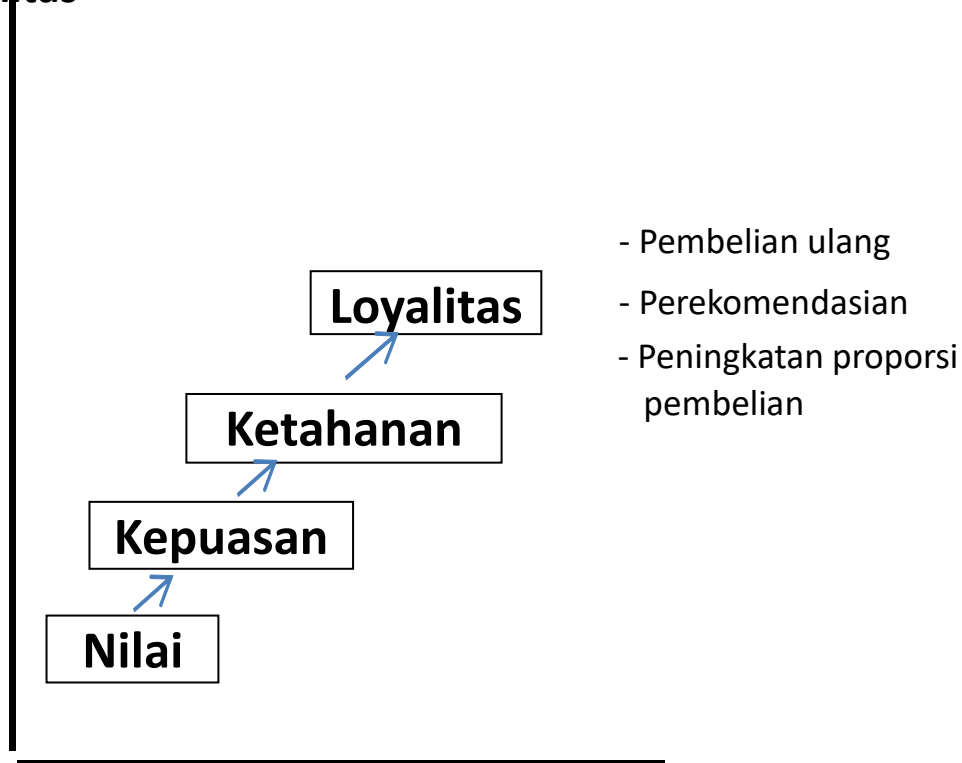 - Pembelian ulang
Loyalitas
- Perekomendasian
- Peningkatan proporsi
pembelian
Ketahanan
Kepuasan
Nilai